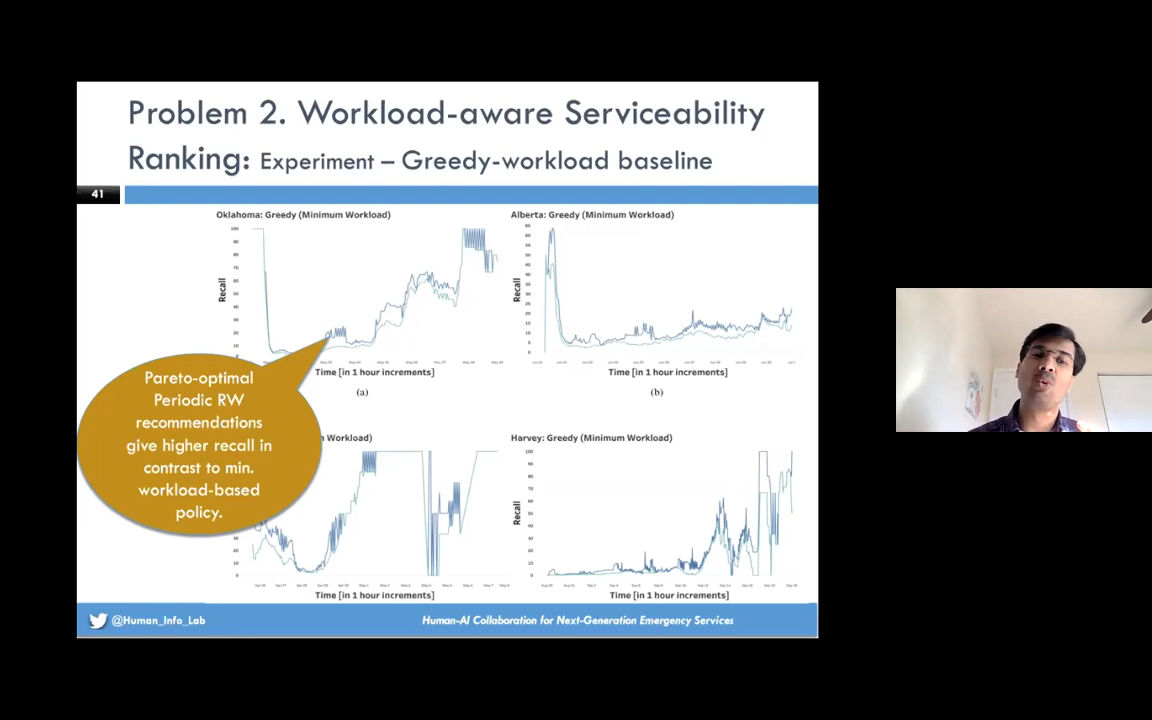 Problem 2. Workload-aware Serviceability
Ranking: Experiment – Greedy-workload baseline
41
Oklahoma: Greedy (Minimum Workload)
Alberta: Greedy (Minimum Workload)
Recall
Recall
Time [in 1 hour increments]
Time [in 1 hour increments]
(a)
(b)
Pareto-optimal
Periodic RW
recommendations
give higher recall in
contrast to min.
workload-based
policy.
Workload)
Harvey: Greedy (Minimum Workload)
Recall
Time [in 1 hour increments]
Time [in 1 hour increments]
@Human_Info_Lab
Human-AI Collaboration for Next-Generation Emergency Services